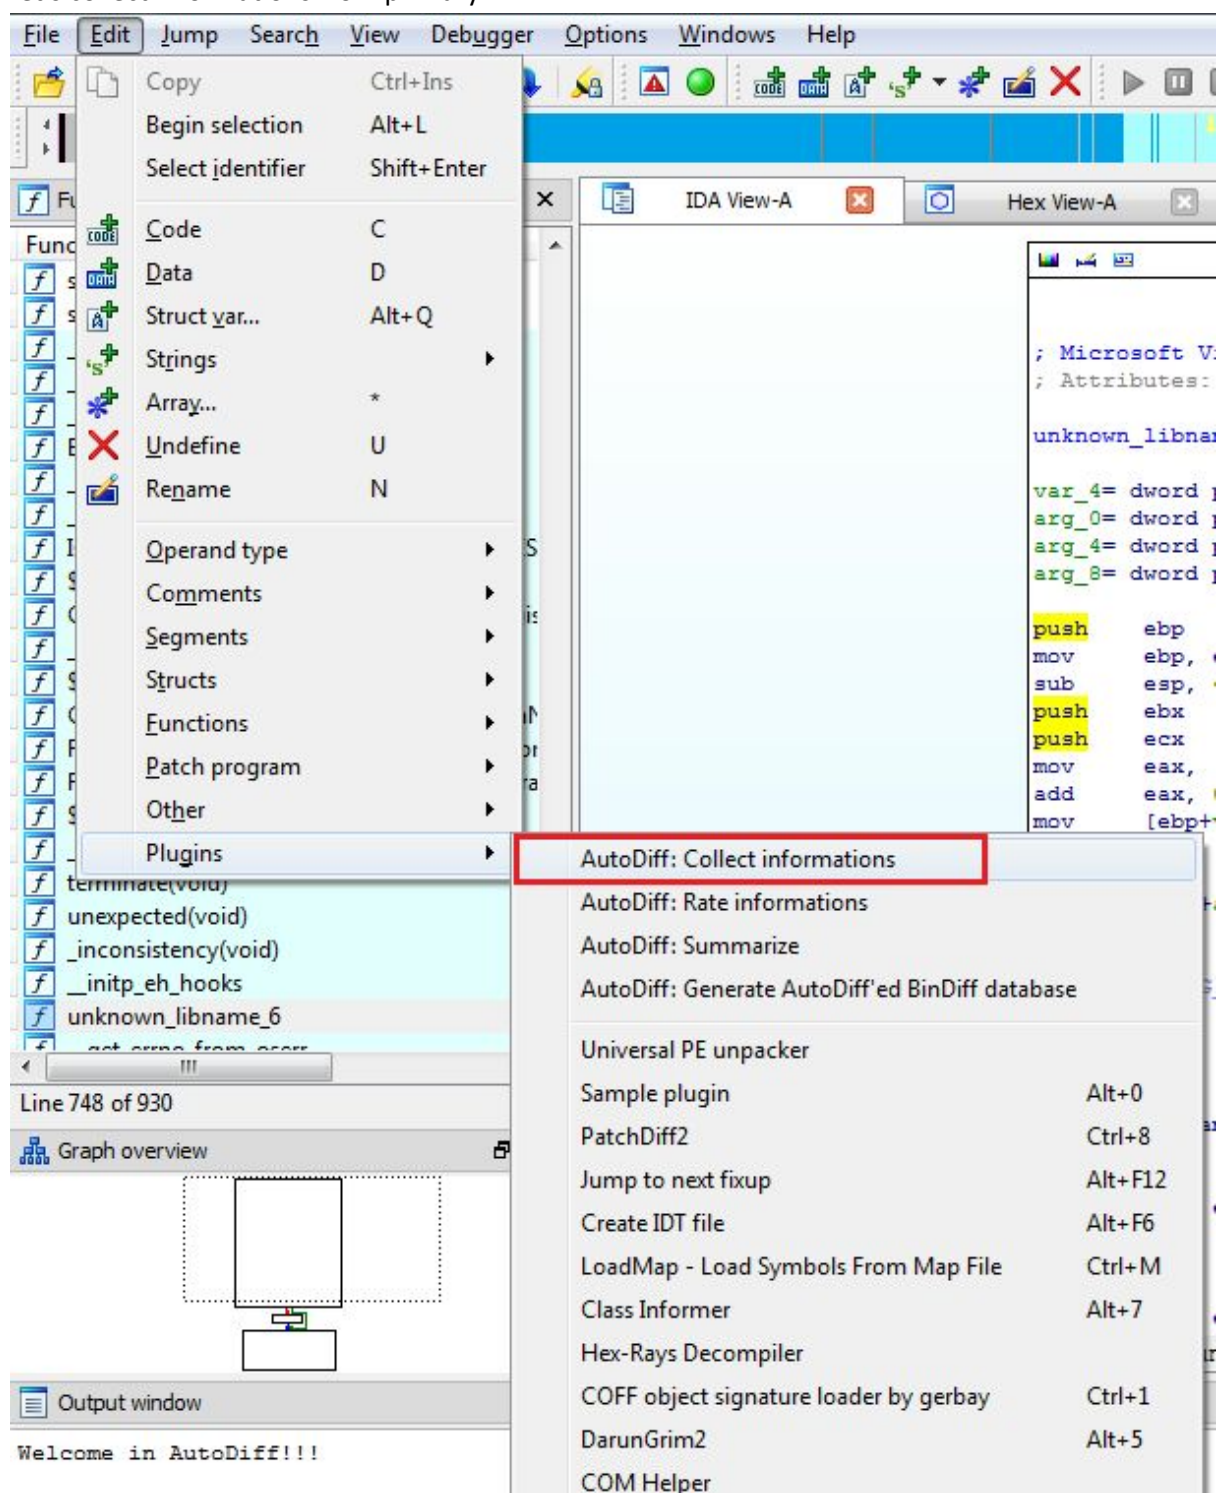 File Edit Jump Search View Debugger Options Windows Help
Copy Ctrl+Ins
Begin selection Alt+L
Select identifier Shift+Enter
Code C
Data D
Struct var... Alt+Q
Strings
Array... *
Undefine U
Rename N
Operand type
Comments
Segments
Structs
Functions
Patch program
Other
Plugins
IDA View-A Hex View-A
; Microsoft
; Attributes:
var_4= dword
arg_0= dword
arg_4= dword
arg_8= dword
push ebp
mov ebp,
sub esp,
push ebx
push ecx
mov eax,
add eax,
mov [ebp+
AutoDiff: Collect informations
AutoDiff: Rate informations
AutoDiff: Summarize
AutoDiff: Generate AutoDiff'ed BinDiff database
Universal PE unpacker
Sample plugin Alt+0
PatchDiff2 Ctrl+8
Jump to next fixup Alt+F12
Create IDT file Alt+F6
LoadMap - Load Symbols From Map File Ctrl+M
Class Informer Alt+7
Hex-Rays Decompiler
COFF object signature loader by gerbay Ctrl+1
DarunGrim2 Alt+5
COM Helper
terminate(void)
unexpected(void)
_inconsistency(void)
__initp_eh_hooks
unknown_libname_6
Line 748 of 930
Graph overview
Output window
Welcome in AutoDiff!!!